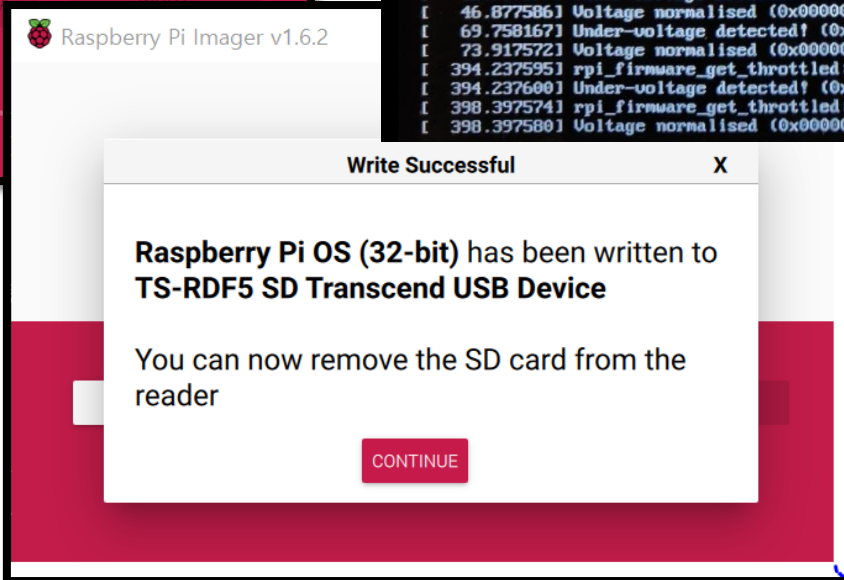 Raspberry Pi Imager v1.6.2
[ 46.877586] Voltage normalised (0x00000
[ 69.758167] Under-voltage detected! (0x
[ 73.917572] Voltage normalised (0x00000
[ 394.237595] rpi_firmware_get_throttled
[ 394.237600] Under-voltage detected! (0x
[ 398.397574] rpi_firmware_get_throttled
[ 398.397580] Voltage normalised (0x00000
Write Successful X
Raspberry Pi OS (32-bit) has been written to
TS-RDF5 SD Transcend USB Device
You can now remove the SD card from the
reader
CONTINUE